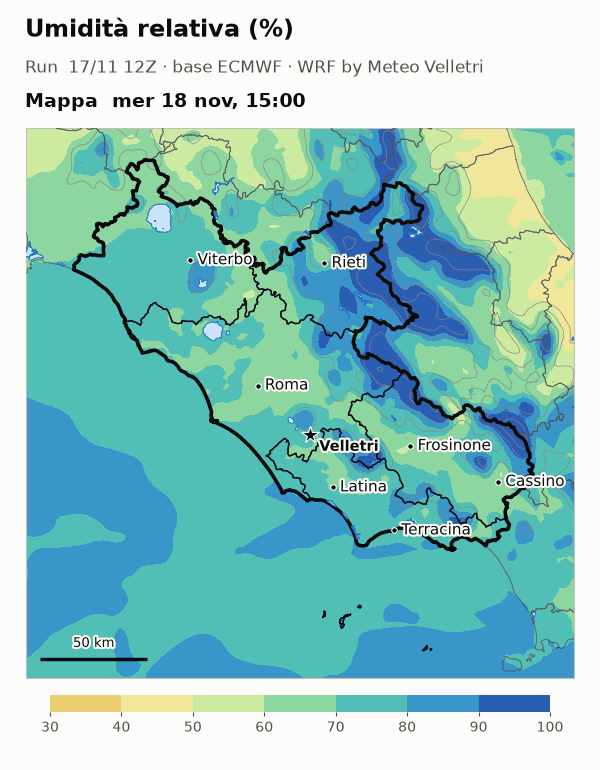 Umidità relativa (%)
Run  17/11 12Z · base ECMWF · WRF by Meteo Velletri
Mappa  mer 18 nov, 15:00
Viterbo
Rieti
Roma
Velletri
Frosinone
Cassino
Latina
Terracina
50 km
30 40 50 60 70 80 90 100